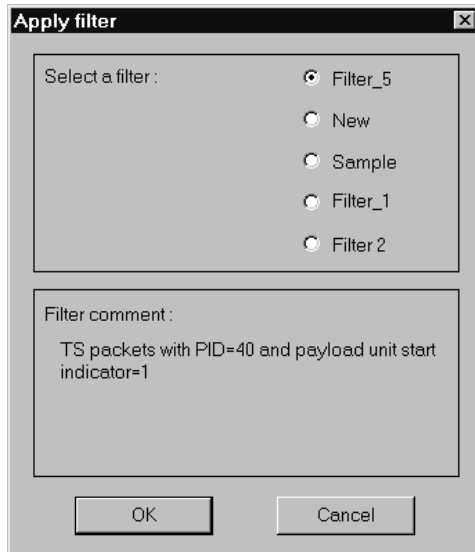 Apply filter
Select a filter :
Filter_5
New
Sample
Filter_1
Filter 2
Filter comment :
TS packets with PID=40 and payload unit start
indicator=1
OK
Cancel